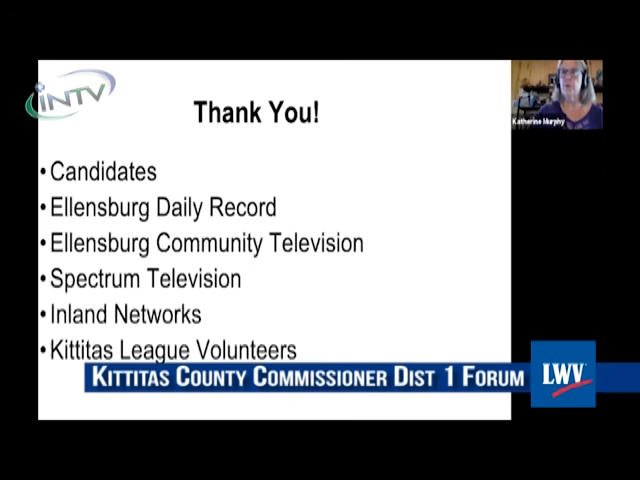 iNTV
Thank You!
•Candidates
•Ellensburg Daily Record
•Ellensburg Community Television
•Spectrum Television
•Inland Networks
•Kittitas League Volunteers
Katherine Murphy
KITTITAS COUNTY COMMISSIONER DIST 1 FORUM
LWV